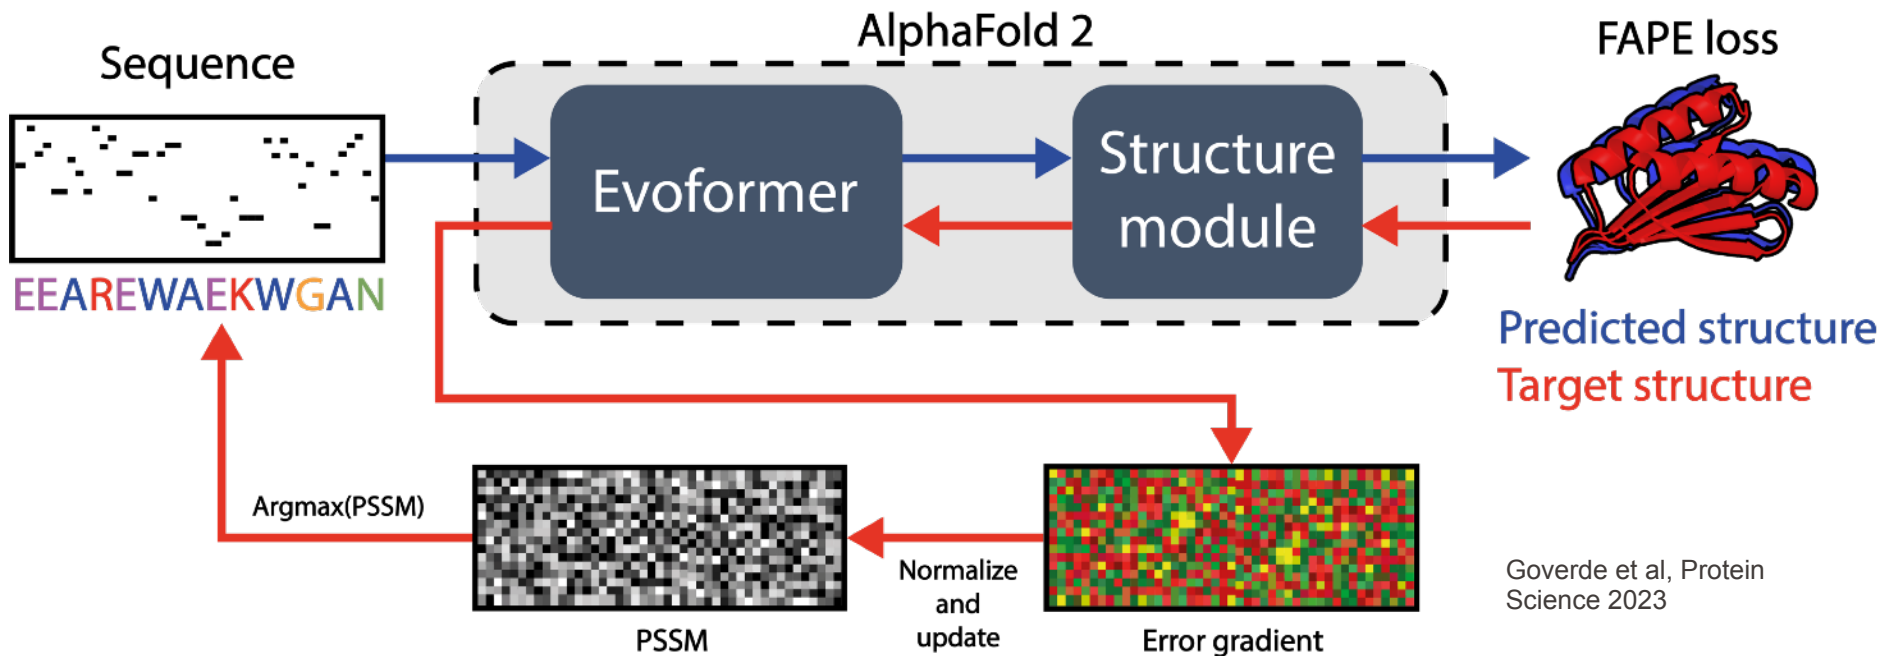 AlphaFold 2
FAPE loss
Sequence
Evoformer
Structure
module
EEAREWAEKWGAN
Predicted structure
Target structure
Argmax(PSSM)
Normalize
and
update
PSSM
Error gradient
Goverde et al, Protein
Science 2023